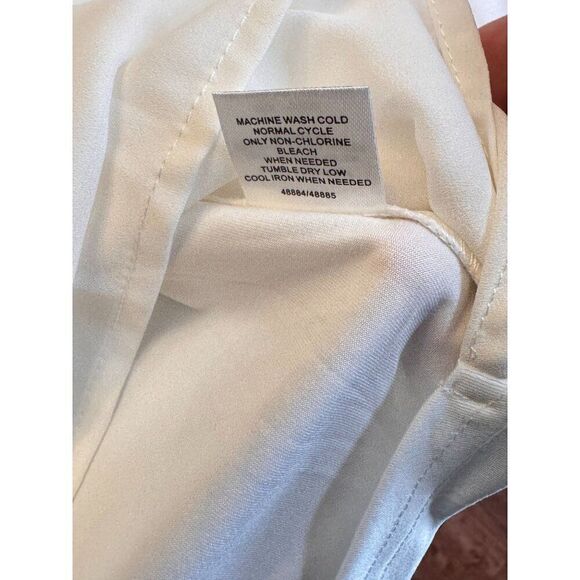 MACHINE WASH COLD
NORMAL CYCLE
ONLY NON-CHLORINE
BLEACH
WHEN NEEDED
TUMBLE DRY LOW
COOL IRON WHEN NEEDED
48884/48885